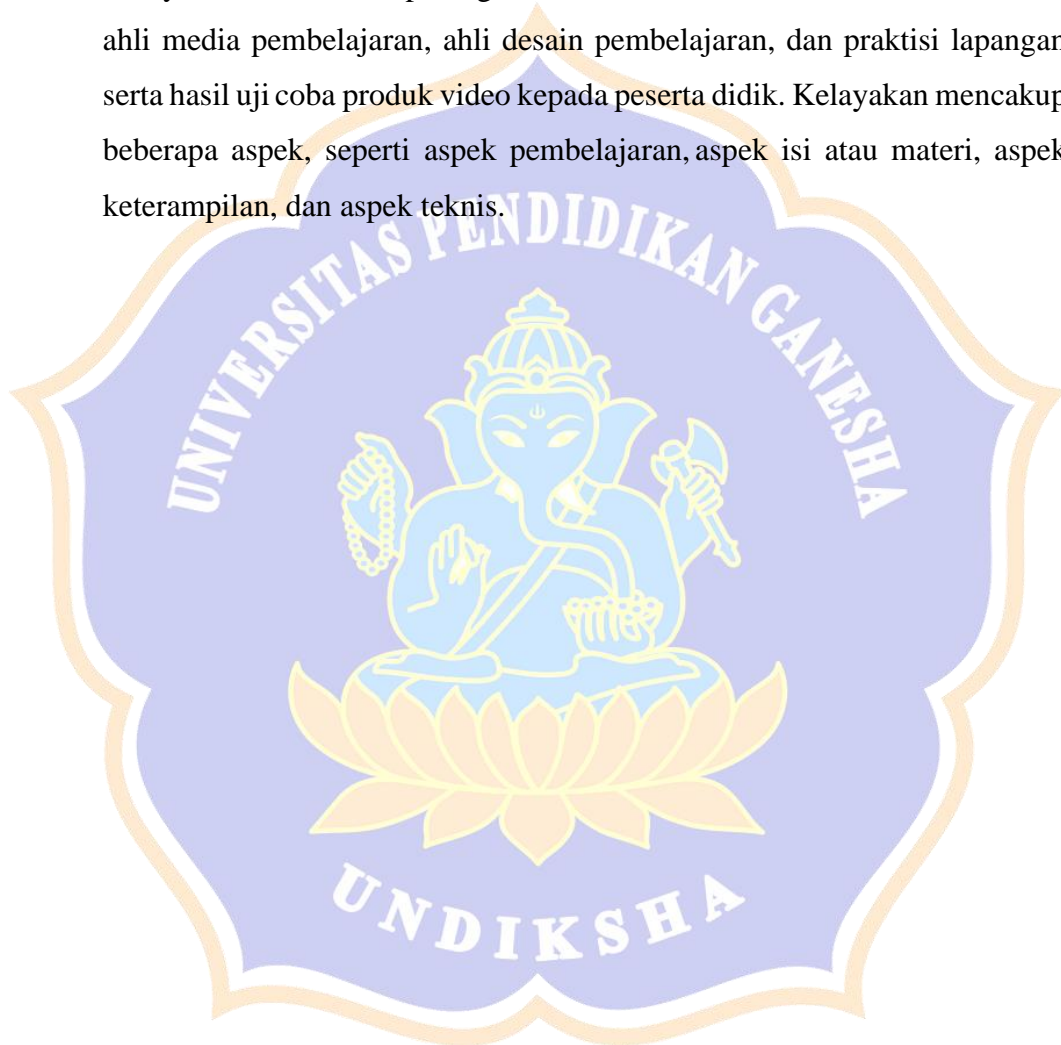 ahli media pembelajaran, ahli desain pembelajaran, dan praktisi lapangan
serta hasil uji coba produk video kepada peserta didik. Kelayakan mencakup
beberapa aspek, seperti aspek pembelajaran, aspek isi atau materi, aspek
keterampilan, dan aspek teknis.
UNIVERSITAS PENDIDIKAN GANESHA
UNDIKSHA